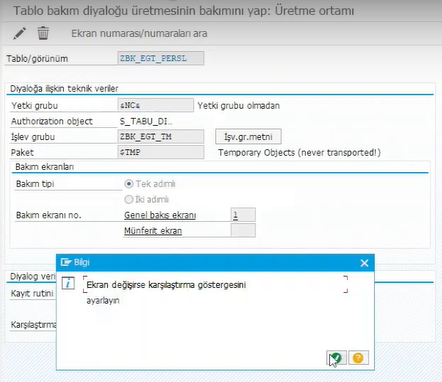 Tablo bakım diyaloğu üretmesinin bakımını yap: Üretme ortamı
Ekran numarası/numaraları ara
Tablo/görünüm ZBK_EGT_PERSL
Diyaloğa ilişkin teknik veriler
Yetki grubu &NC& Yetki grubu olmadan
Authorization object S_TABU_DI..
İşlev grubu ZBK_EGT_TM İşv.gr.metni
Paket $TMP Temporary Objects (never transported!)
Bakım ekranları
Bakım tipi Tek adımlı
İki adımlı
Bakım ekranı no. Genel bakış ekranı 1
Münferit ekran
Bilgi
Ekran değişirse karşılaştırma göstergesini
ayarlayın
Diyalog veri
Kayıt rutini
Karşılaştırma